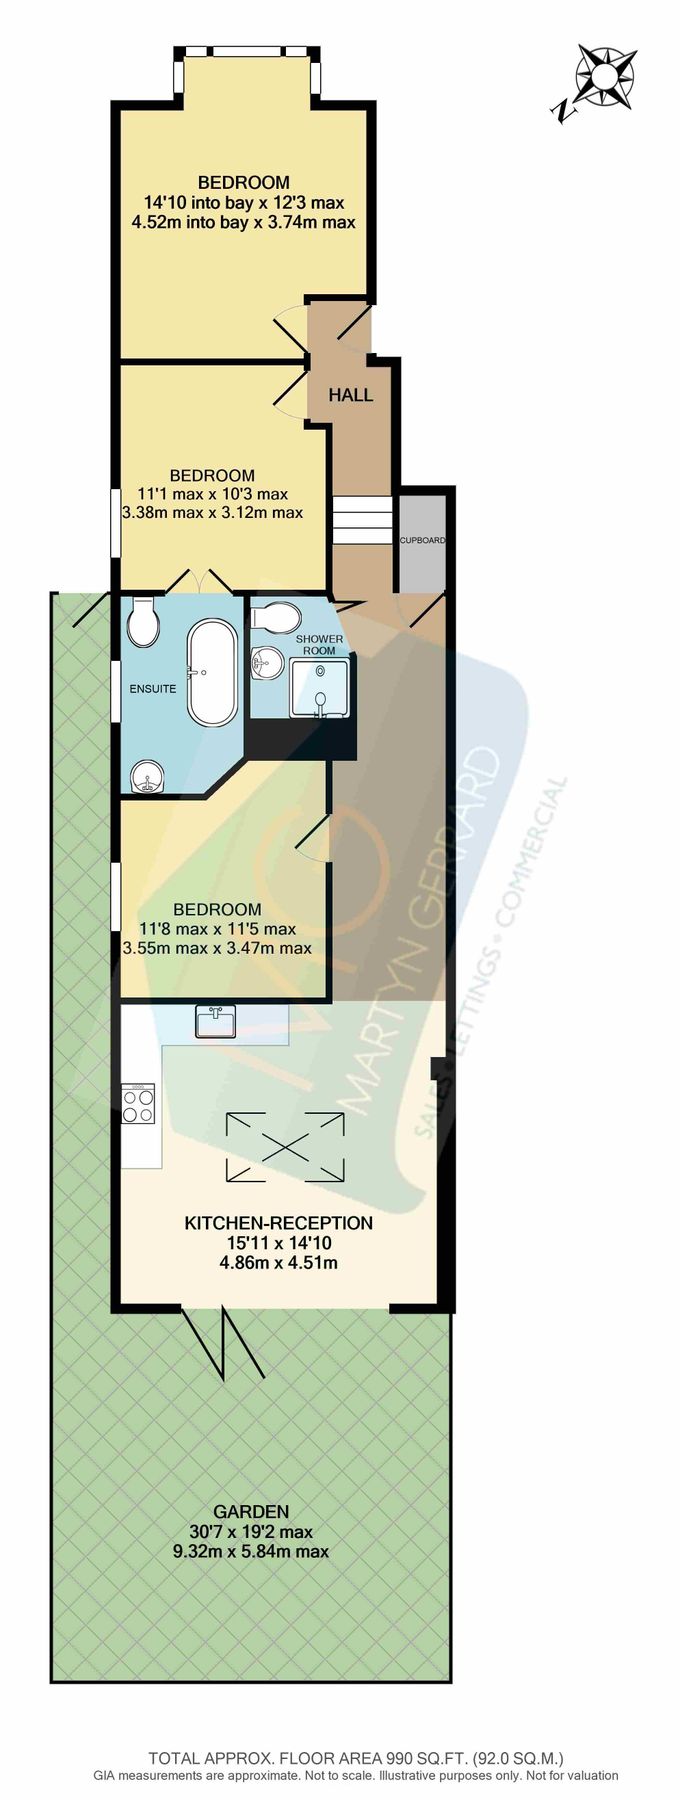 N
BEDROOM
14'10 into bay x 12'3 max
4.52m into bay x 3.74m max
HALL
BEDROOM
11'1 max x 10'3 max
3.38m max x 3.12m max
CUPBOARD
SHOWER
ROOM
ENSUITE
BEDROOM
11'8 max x 11'5 max
3.55m max x 3.47m max
MG
MARTYN GERRARD
SALES • LETTINGS • COMMERCIAL
KITCHEN-RECEPTION
15'11 x 14'10
4.86m x 4.51m
GARDEN
30'7 x 19'2 max
9.32m x 5.84m max
TOTAL APPROX. FLOOR AREA 990 SQ.FT. (92.0 SQ.M.)
GIA measurements are approximate. Not to scale. Illustrative purposes only. Not for valuation